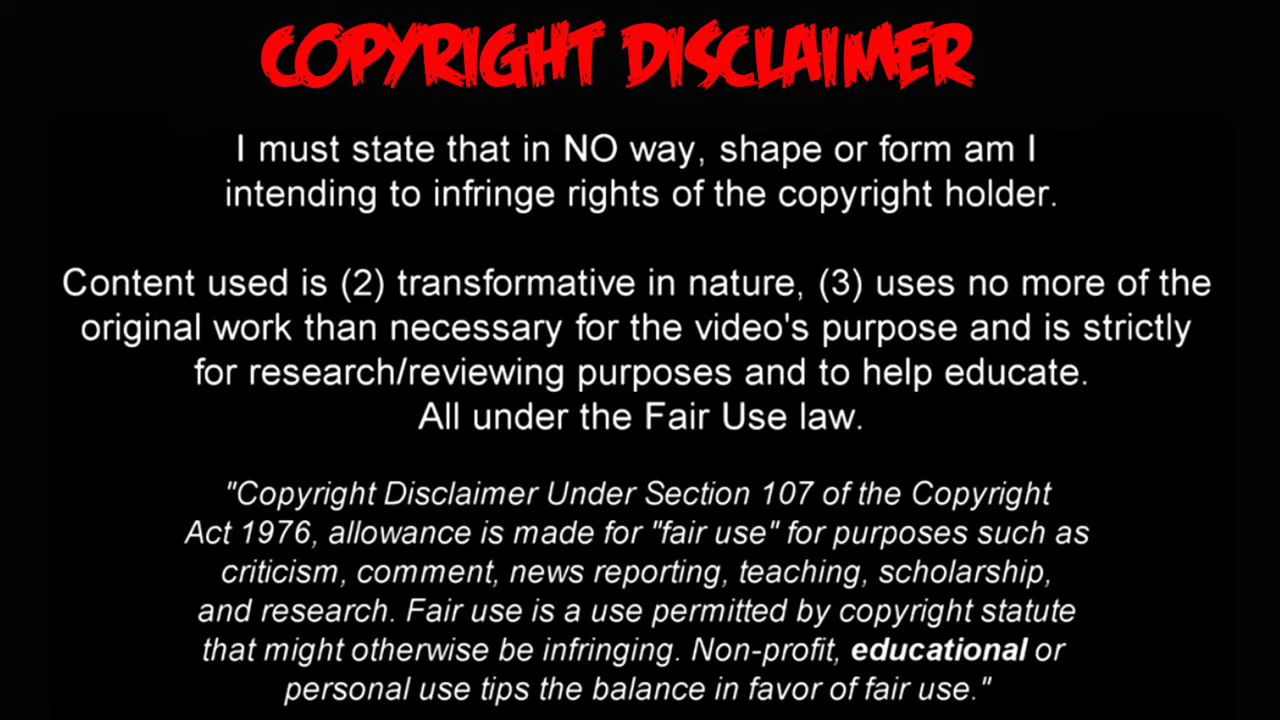 COPYRIGHT DISCLAIMER
I must state that in NO way, shape or form am I
intending to infringe rights of the copyright holder.
Content used is (2) transformative in nature, (3) uses no more of the
original work than necessary for the video's purpose and is strictly
for research/reviewing purposes and to help educate.
All under the Fair Use law.
"Copyright Disclaimer Under Section 107 of the Copyright
Act 1976, allowance is made for "fair use" for purposes such as
criticism, comment, news reporting, teaching, scholarship,
and research. Fair use is a use permitted by copyright statute
that might otherwise be infringing. Non-profit, educational or
personal use tips the balance in favor of fair use."